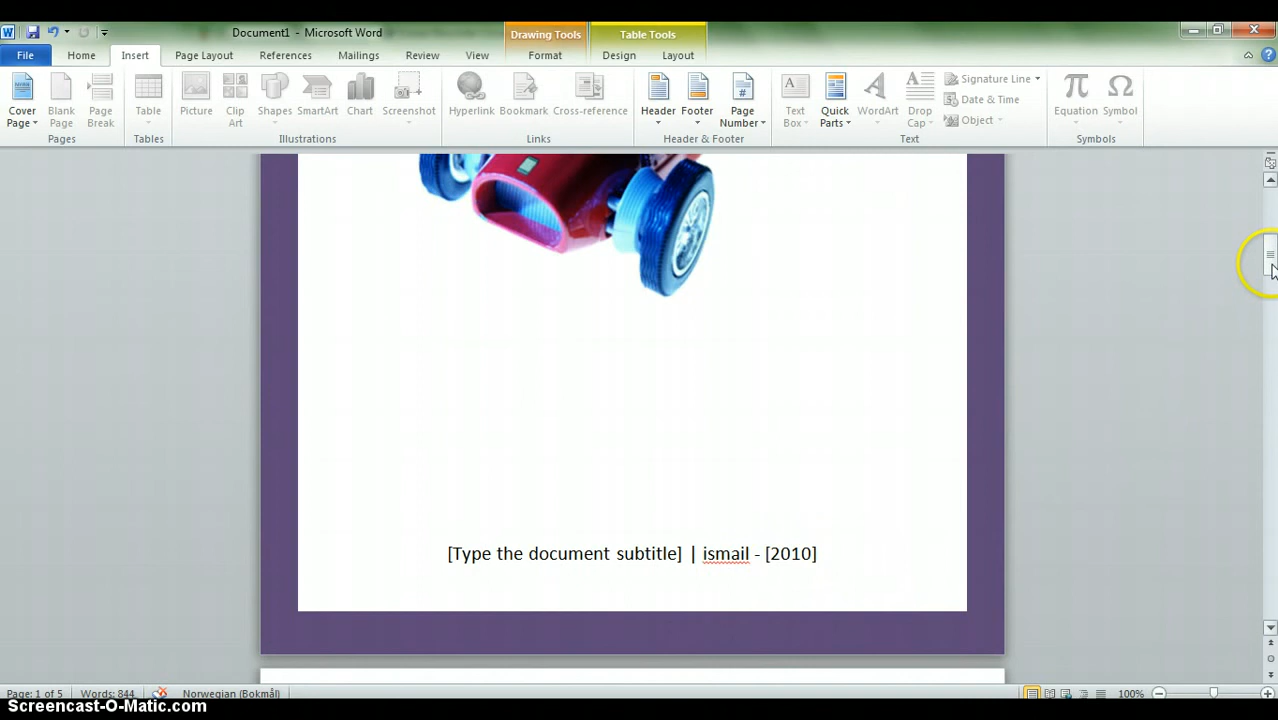 Document1 - Microsoft Word
Drawing Tools
Table Tools
File
Home
Insert
Page Layout
References
Mailings
Review
View
Format
Design
Layout
Cover Page
Blank Page
Page Break
Table
Picture
Clip Art
Shapes
SmartArt
Chart
Screenshot
Hyperlink
Bookmark
Cross-reference
Header
Footer
Page Number
Text Box
Quick Parts
WordArt
Drop Cap
Signature Line
Date & Time
Object
Equation
Symbol
Pages
Tables
Illustrations
Links
Header & Footer
Text
Symbols
[Type the document subtitle] | ismail - [2010]
Page: 1 of 5
Words: 844
Norwegian (Bokmål)
100%
Screencast-O-Matic.com